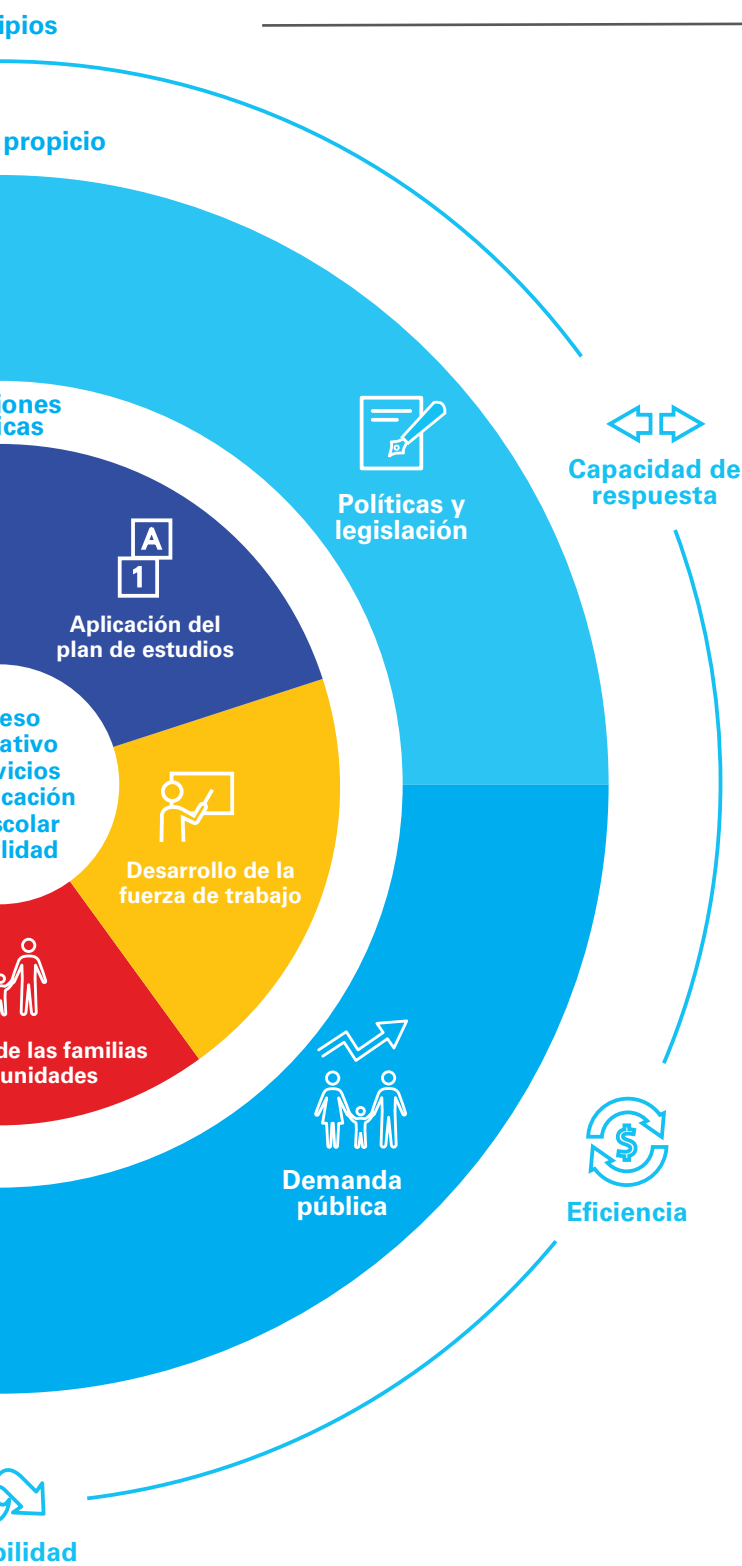 ipios
propicio
iones
icas
Capacidad de
respuesta
Políticas y
legislación
A
1
Aplicación del
plan de estudios
eso
ativo
vicios
cación
scolar
lidad
Desarrollo de la
fuerza de trabajo
de las familias
unidades
Demanda
pública
$
Eficiencia
bilidad